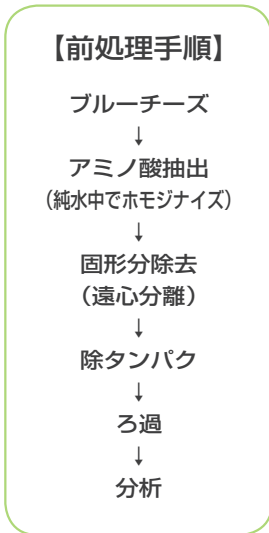 【前処理手順】
ブルーチーズ
↓
アミノ酸抽出
（純水中でホモジナイズ）
↓
固形分除去
（遠心分離）
↓
除タンパク
↓
ろ過
↓
分析